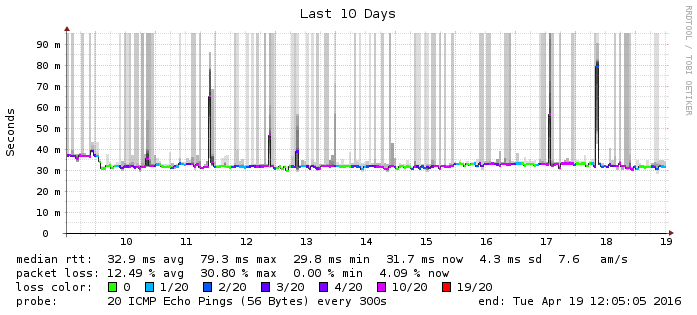 Last 10 Days
RRDTOOL / TOBI OETIKER
Seconds
90 m
80 m
70 m
60 m
50 m
40 m
30 m
20 m
10 m
0
10 11 12 13 14 15 16 17 18 19
median rtt: 32.9 ms avg 79.3 ms max 29.8 ms min 31.7 ms now 4.3 ms sd 7.6 am/s
packet loss: 12.49 % avg 30.80 % max 0.00 % min 4.09 % now
loss color: 0 1/20 2/20 3/20 4/20 10/20 19/20
probe: 20 ICMP Echo Pings (56 Bytes) every 300s end: Tue Apr 19 12:05:05 2016